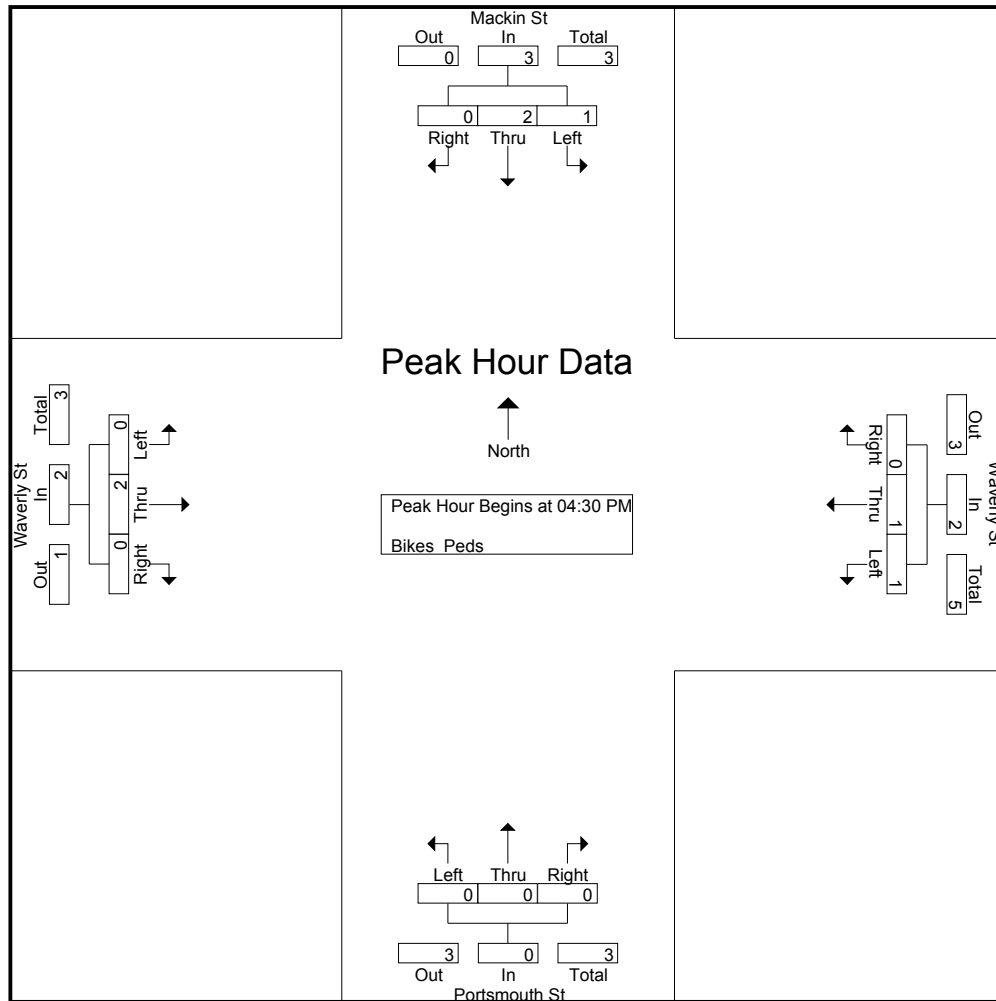 Mackin St
Out In Total
0 3 3
0 2 1
Right Thru Left
Peak Hour Data
North
Peak Hour Begins at 04:30 PM
Bikes Peds
Waverly St
Total In Out
3 2 1
0 2 0
Left Thru Right
Right Thru Left
0 1 1
3 2 5
Out In Total
Waverly St
Left Thru Right
0 0 0
3 0 3
Out In Total
Portsmouth St